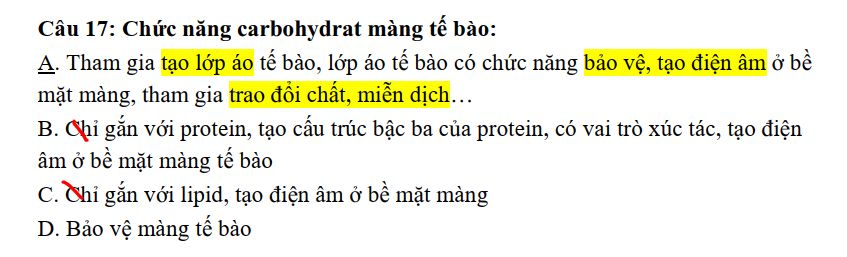 Câu 17: Chức năng carbohydrat màng tế bào:
A. Tham gia tạo lớp áo tế bào, lớp áo tế bào có chức năng bảo vệ, tạo điện âm ở bề
mặt màng, tham gia trao đổi chất, miễn dịch…
B. Chỉ gắn với protein, tạo cấu trúc bậc ba của protein, có vai trò xúc tác, tạo điện
âm ở bề mặt màng tế bào
C. Chỉ gắn với lipid, tạo điện âm ở bề mặt màng
D. Bảo vệ màng tế bào